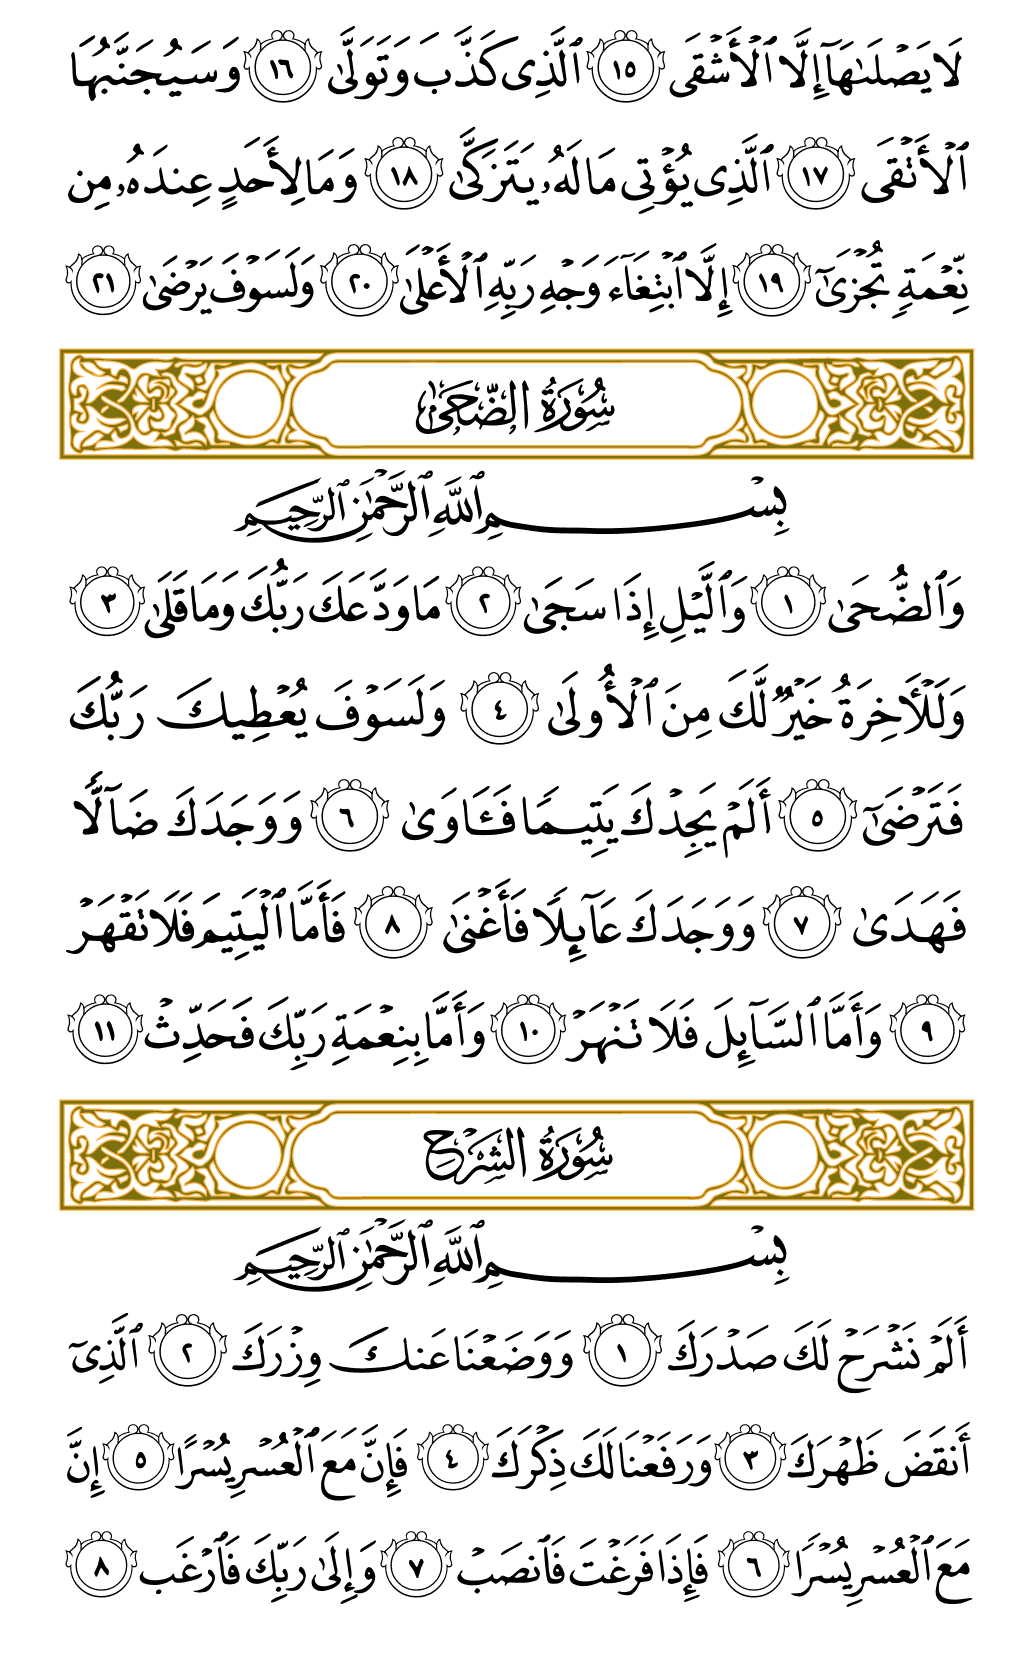 لَا يَصْلَىٰهَآ إِلَّا ٱلْأَشْقَى ١٥ ٱلَّذِى كَذَّبَ وَتَوَلَّىٰ ١٦ وَسَيُجَنَّبُهَا
ٱلْأَتْقَى ١٧ ٱلَّذِى يُؤْتِى مَالَهُۥ يَتَزَكَّىٰ ١٨ وَمَا لِأَحَدٍ عِندَهُۥ مِن
نِّعْمَةٍ تُجْزَىٰٓ ١٩ إِلَّا ٱبْتِغَآءَ وَجْهِ رَبِّهِ ٱلْأَعْلَىٰ ٢٠ وَلَسَوْفَ يَرْضَىٰ ٢١
سُورَةُ الضُّحَىٰ
بِسْمِ ٱللَّهِ ٱلرَّحْمَٰنِ ٱلرَّحِيمِ
وَٱلضُّحَىٰ ١ وَٱلَّيْلِ إِذَا سَجَىٰ ٢ مَا وَدَّعَكَ رَبُّكَ وَمَا قَلَىٰ ٣
وَلَلْـَٔاخِرَةُ خَيْرٌ لَّكَ مِنَ ٱلْأُولَىٰ ٤ وَلَسَوْفَ يُعْطِيكَ رَبُّكَ
فَتَرْضَىٰٓ ٥ أَلَمْ يَجِدْكَ يَتِيمًا فَـَٔاوَىٰ ٦ وَوَجَدَكَ ضَآلًّا
فَهَدَىٰ ٧ وَوَجَدَكَ عَآئِلًا فَأَغْنَىٰ ٨ فَأَمَّا ٱلْيَتِيمَ فَلَا تَقْهَرْ
٩ وَأَمَّا ٱلسَّآئِلَ فَلَا تَنْهَرْ ١٠ وَأَمَّا بِنِعْمَةِ رَبِّكَ فَحَدِّثْ ١١
سُورَةُ الشَّرْحِ
بِسْمِ ٱللَّهِ ٱلرَّحْمَٰنِ ٱلرَّحِيمِ
أَلَمْ نَشْرَحْ لَكَ صَدْرَكَ ١ وَوَضَعْنَا عَنكَ وِزْرَكَ ٢ ٱلَّذِىٓ
أَنقَضَ ظَهْرَكَ ٣ وَرَفَعْنَا لَكَ ذِكْرَكَ ٤ فَإِنَّ مَعَ ٱلْعُسْرِ يُسْرًا ٥ إِنَّ
مَعَ ٱلْعُسْرِ يُسْرًا ٦ فَإِذَا فَرَغْتَ فَٱنصَبْ ٧ وَإِلَىٰ رَبِّكَ فَٱرْغَب ٨